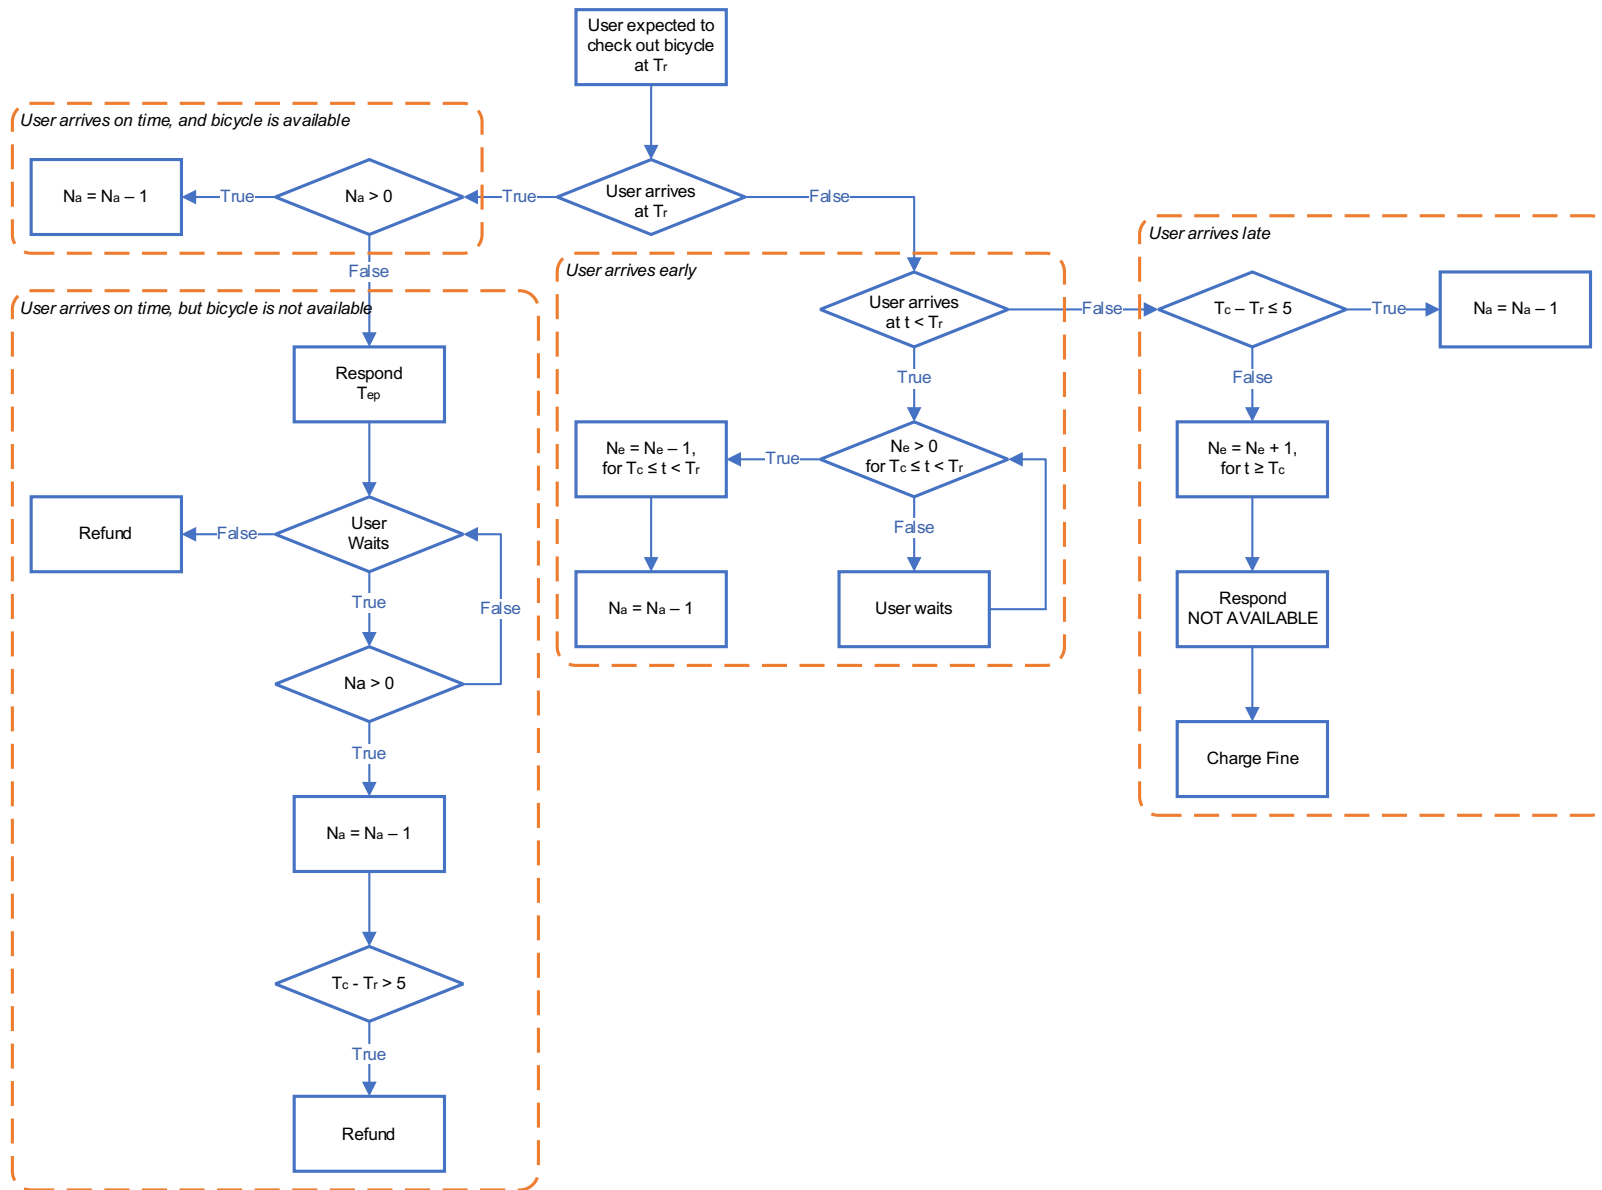 User expected to
check out bicycle
at Tr
User arrives on time, and bicycle is available
Na = Na – 1
True
Na > 0
True
User arrives
at Tr
False
False
User arrives late
User arrives early
User arrives
at t < Tr
False
Tc – Tr ≤ 5
True
Na = Na – 1
User arrives on time, but bicycle is not available
Respond
Tep
True
False
Ne = Ne – 1,
for Tc ≤ t < Tr
True
Ne > 0
for Tc ≤ t < Tr
Ne = Ne + 1,
for t ≥ Tc
Refund
False
User
Waits
False
True
False
Na = Na – 1
User waits
Respond
NOT AVAILABLE
Na > 0
True
Charge Fine
Na = Na – 1
Tc - Tr > 5
True
Refund